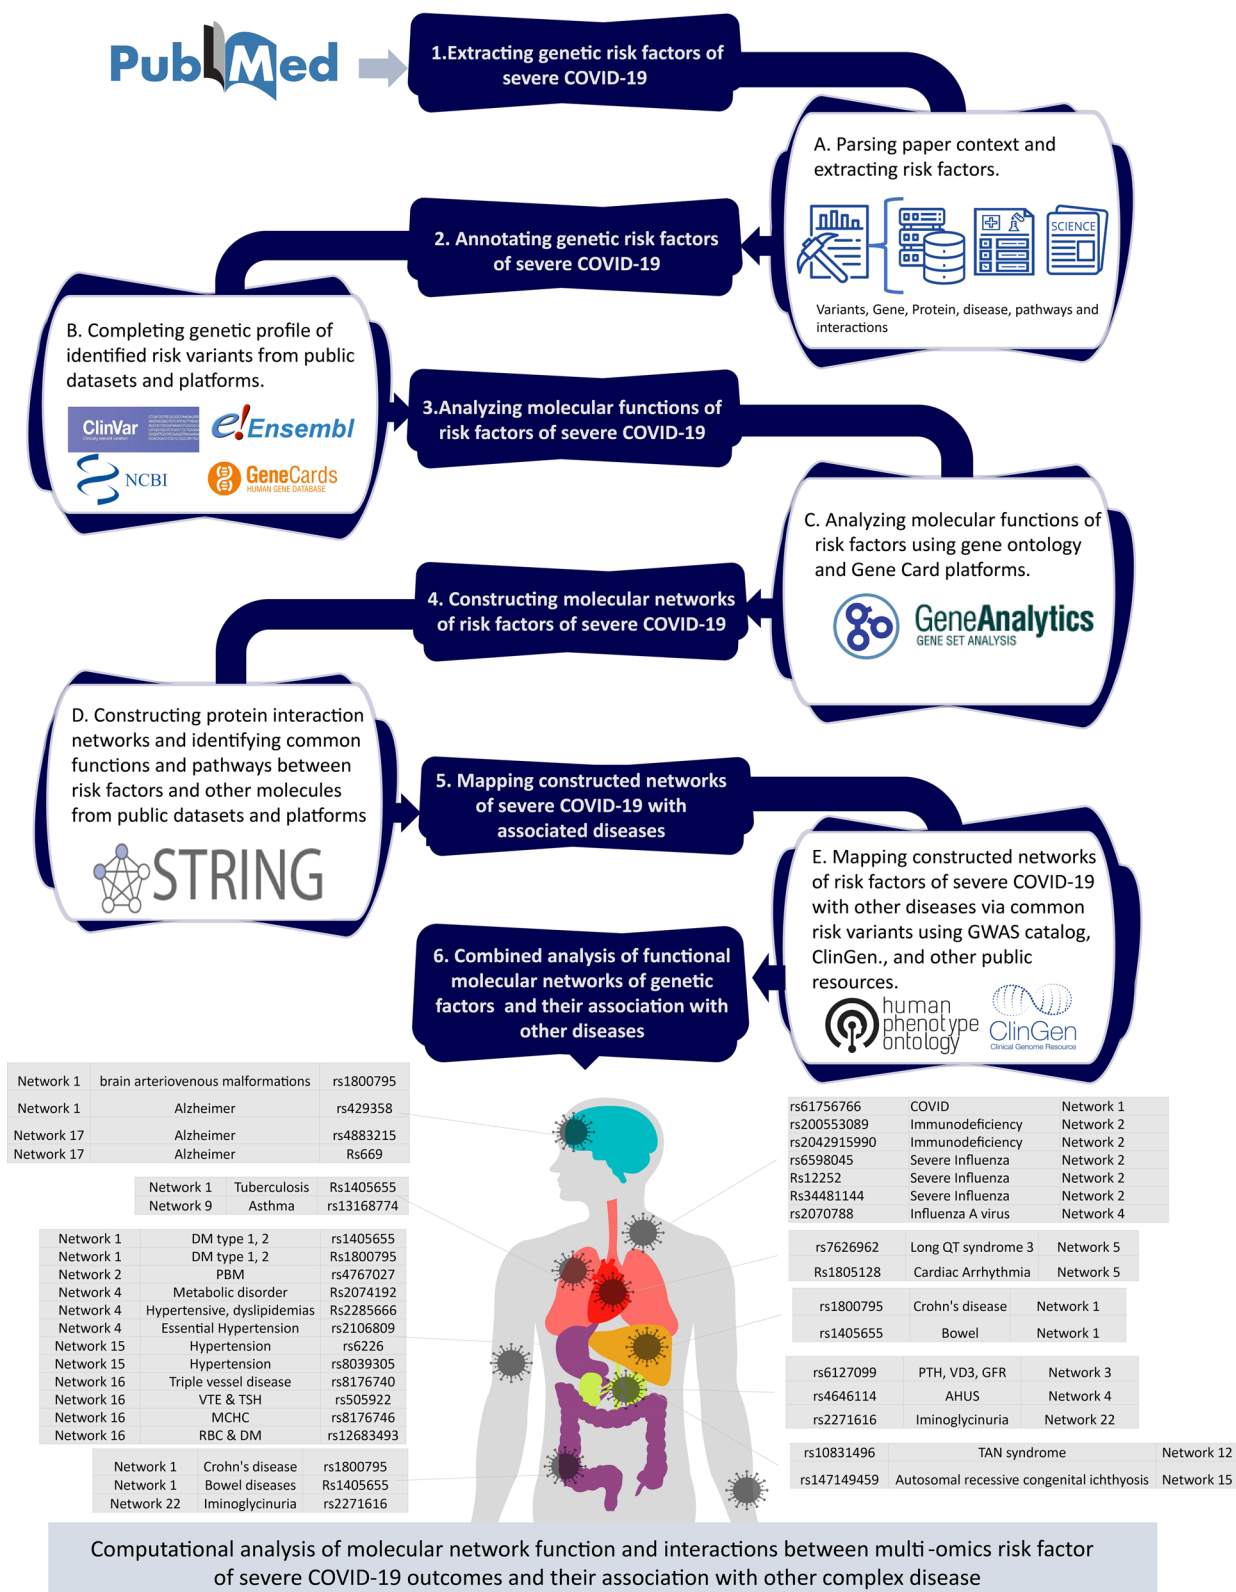 PubMed
1.Extracting genetic risk factors of
severe COVID-19
A. Parsing paper context and
extracting risk factors.
SCIENCE
Variants, Gene, Protein, disease, pathways and
interactions
2. Annotating genetic risk factors
of severe COVID-19
B. Completing genetic profile of
identified risk variants from public
datasets and platforms.
ClinVar
e!Ensembl
NCBI
GeneCards
HUMAN GENE DATABASE
3.Analyzing molecular functions of
risk factors of severe COVID-19
C. Analyzing molecular functions of
risk factors using gene ontology
and Gene Card platforms.
go
GeneAnalytics
GENE SET ANALYSIS
4. Constructing molecular networks
of risk factors of severe COVID-19
D. Constructing protein interaction
networks and identifying common
functions and pathways between
risk factors and other molecules
from public datasets and platforms
STRING
5. Mapping constructed networks
of severe COVID-19 with
associated diseases
E. Mapping constructed networks
of risk factors of severe COVID-19
with other diseases via common
risk variants using GWAS catalog,
ClinGen., and other public
resources.
human
phenotype
ontology
ClinGen
Clinical Genome Resource
6. Combined analysis of functional
molecular networks of genetic
factors and their association with
other diseases
Network 1 brain arteriovenous malformations rs1800795
Network 1 Alzheimer rs429358
Network 17 Alzheimer rs4883215
Network 17 Alzheimer Rs669
Network 1 Tuberculosis Rs1405655
Network 9 Asthma rs13168774
Network 1 DM type 1, 2 rs1405655
Network 1 DM type 1, 2 Rs1800795
Network 2 PBM rs4767027
Network 4 Metabolic disorder Rs2074192
Network 4 Hypertensive, dyslipidemias Rs2285666
Network 4 Essential Hypertension rs2106809
Network 15 Hypertension rs6226
Network 15 Hypertension rs8039305
Network 16 Triple vessel disease rs8176740
Network 16 VTE & TSH rs505922
Network 16 MCHC rs8176746
Network 16 RBC & DM rs12683493
Network 1 Crohn's disease rs1800795
Network 1 Bowel diseases Rs1405655
Network 22 Iminoglycinuria rs2271616
rs61756766 COVID Network 1
rs200553089 Immunodeficiency Network 2
rs2042915990 Immunodeficiency Network 2
rs6598045 Severe Influenza Network 2
Rs12252 Severe Influenza Network 2
Rs34481144 Severe Influenza Network 2
rs2070788 Influenza A virus Network 4
rs7626962 Long QT syndrome 3 Network 5
Rs1805128 Cardiac Arrhythmia Network 5
rs1800795 Crohn's disease Network 1
rs1405655 Bowel Network 1
rs6127099 PTH, VD3, GFR Network 3
rs4646114 AHUS Network 4
rs2271616 Iminoglycinuria Network 22
rs10831496 TAN syndrome Network 12
rs147149459 Autosomal recessive congenital ichthyosis Network 15
Computational analysis of molecular network function and interactions between multi-omics risk factor
of severe COVID-19 outcomes and their association with other complex disease